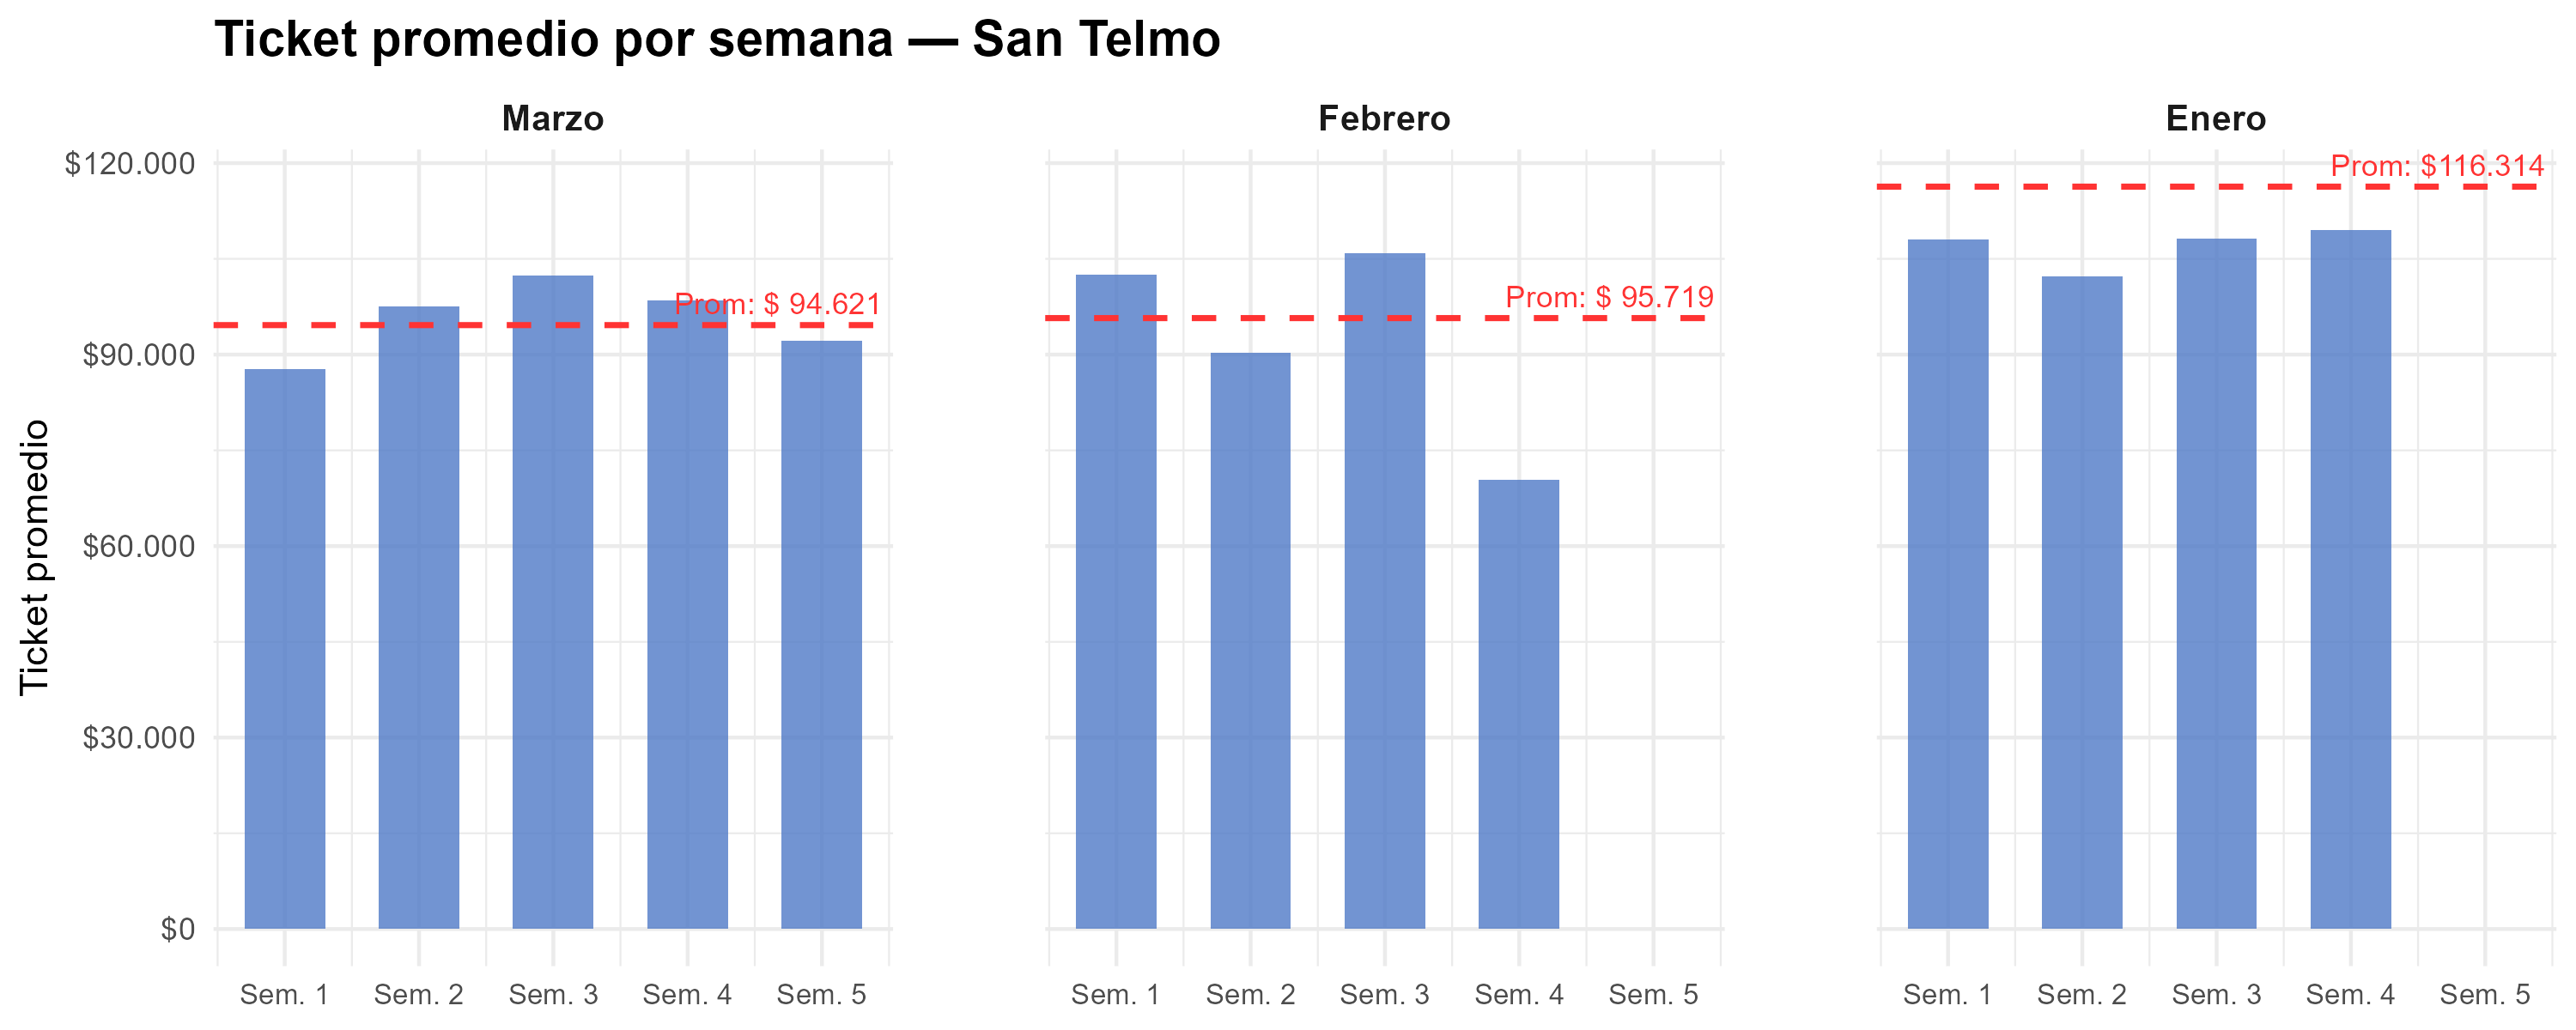 Ticket promedio por semana — San Telmo
Marzo
Febrero
Enero
Ticket promedio
$120.000
$90.000
$60.000
$30.000
$0
Prom: $ 94.621
Prom: $ 95.719
Prom: $116.314
Sem. 1 Sem. 2 Sem. 3 Sem. 4 Sem. 5
Sem. 1 Sem. 2 Sem. 3 Sem. 4 Sem. 5
Sem. 1 Sem. 2 Sem. 3 Sem. 4 Sem. 5